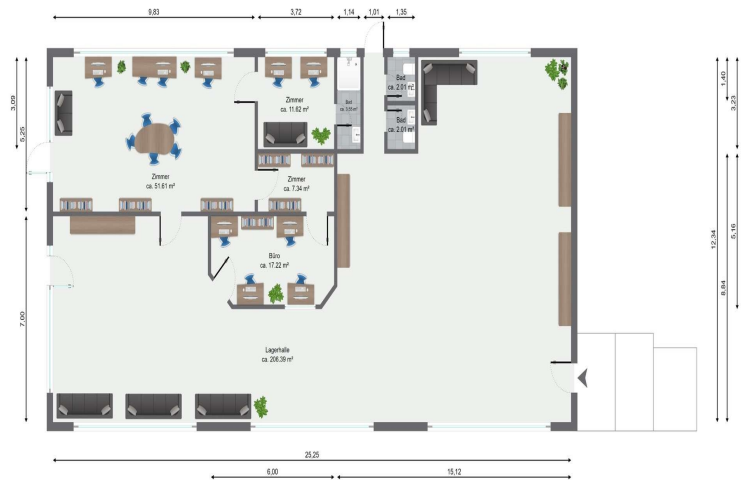 9,83
3,72
1,14
1,01
1,35
3,09
5,25
7,00
Zimmer
ca. 11.62 m²
Bad
Bad
ca. 2.01 m²
Bad
ca. 2.01 m²
Zimmer
ca. 51.61 m²
Zimmer
ca. 7.34 m²
Büro
ca. 17.22 m²
Lagerhalle
ca. 206.39 m²
1,40
3,23
12,34
5,16
8,84
25,25
6,00
15,12